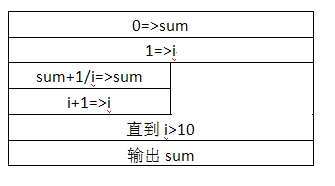 0=>sum
1=>i
sum+1/i=>sum
i+1=>i
直到 i>10
输出 sum